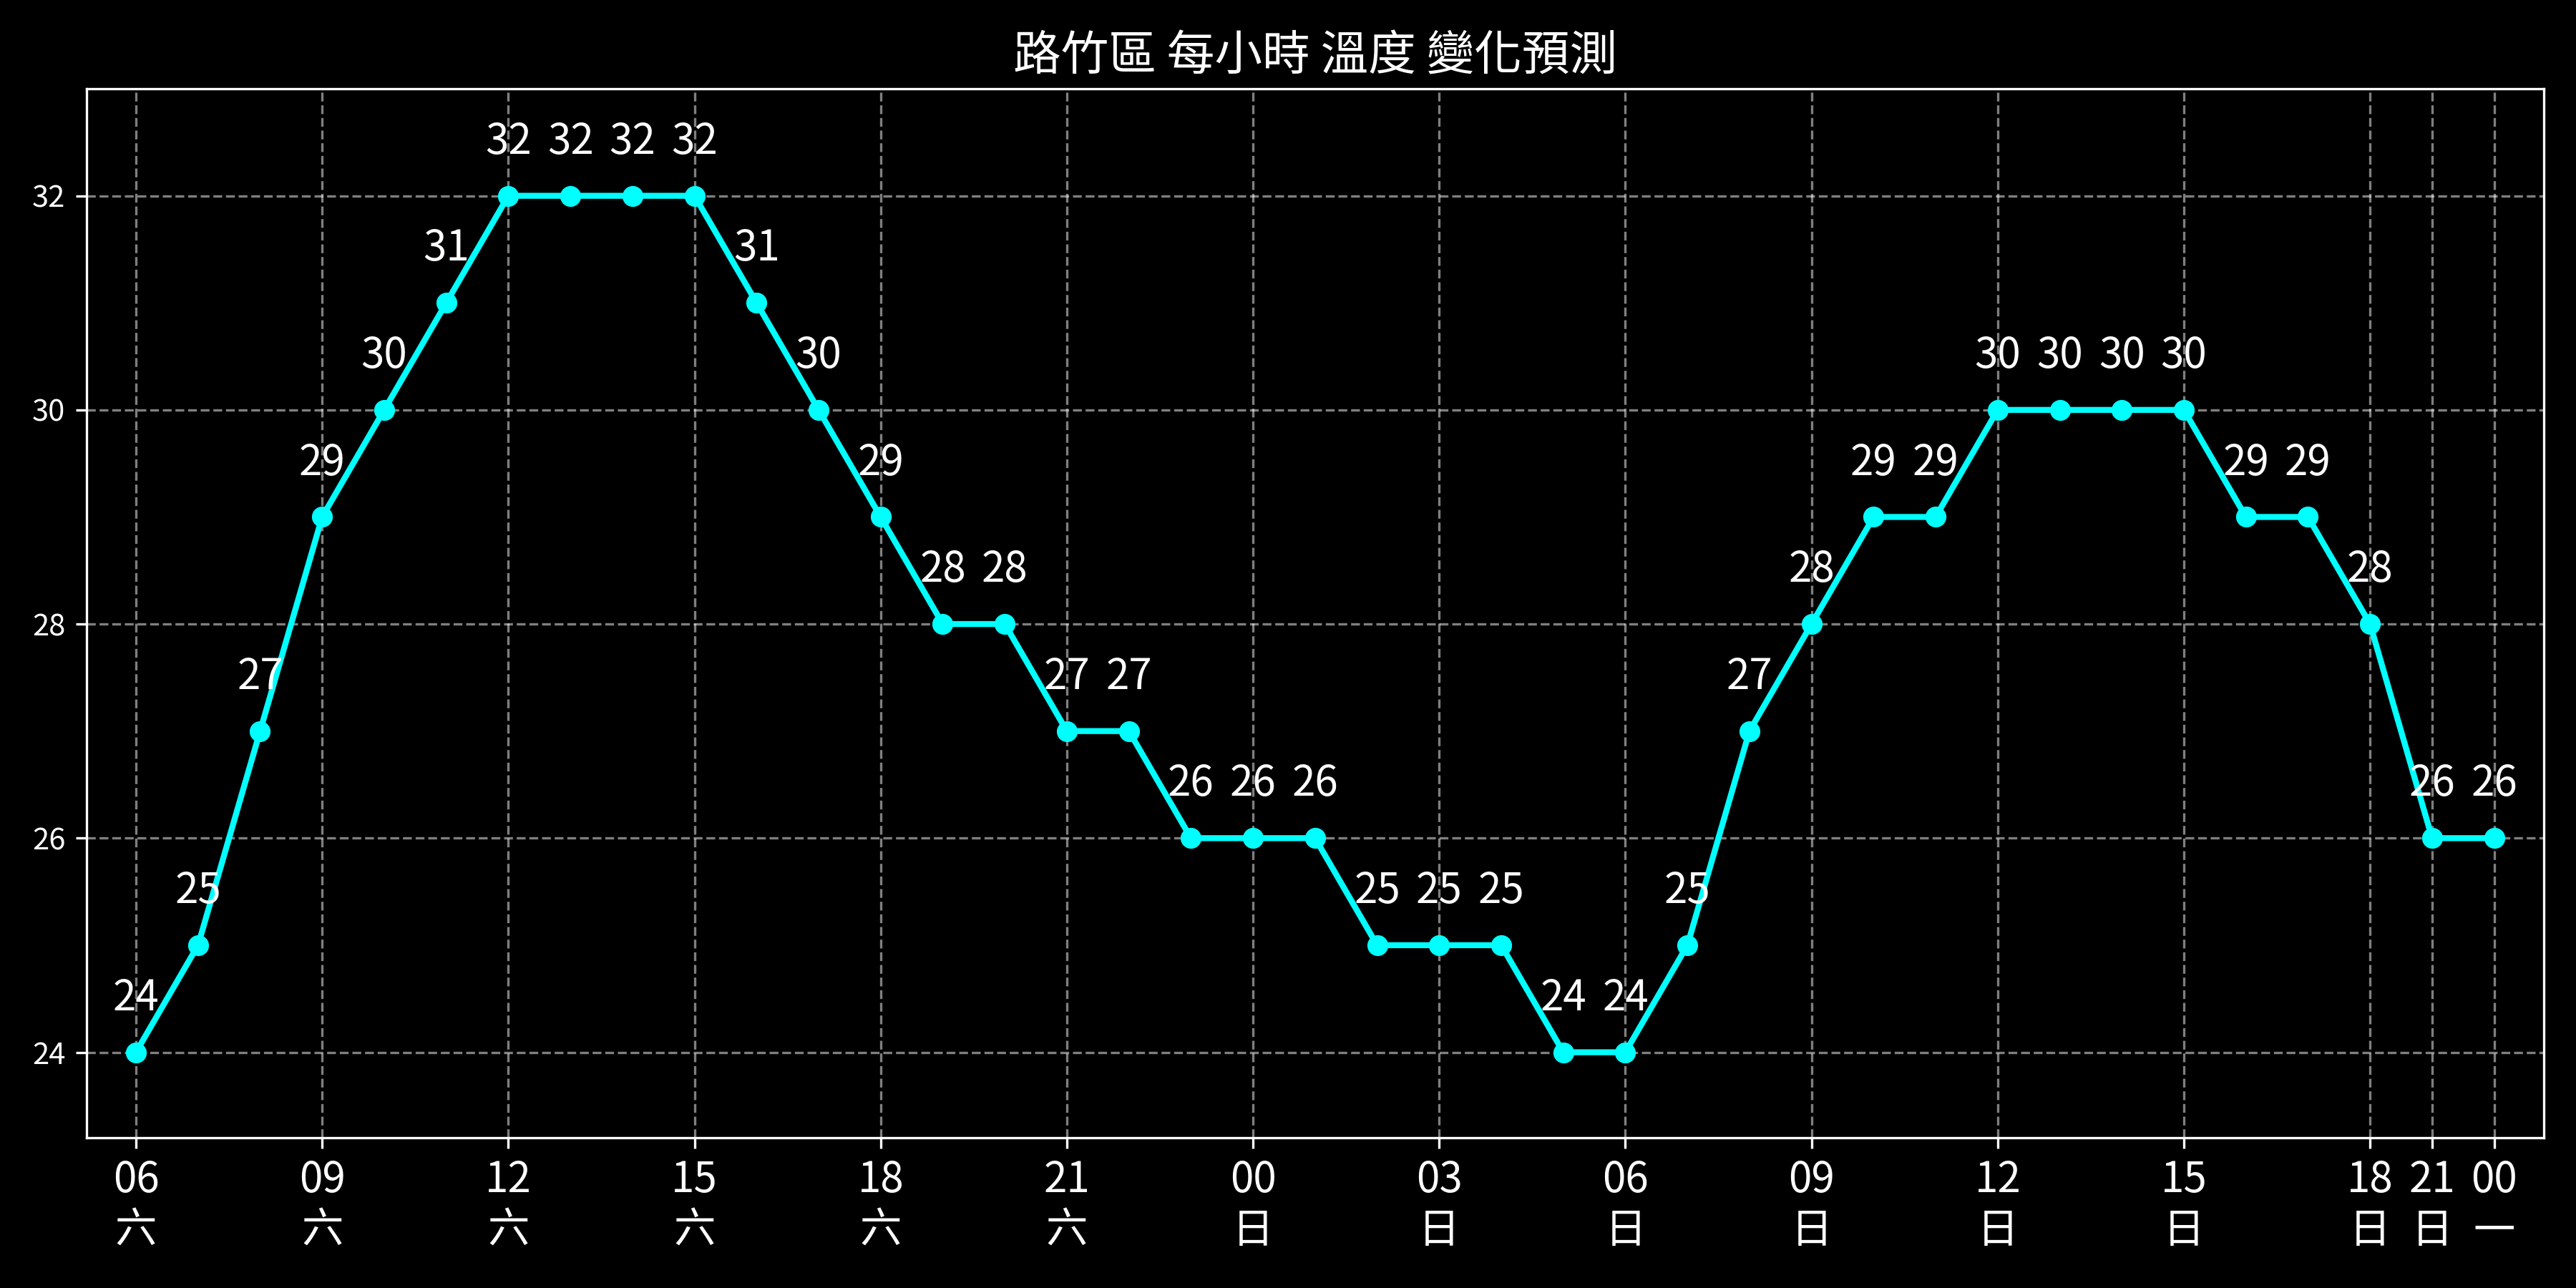 路竹區 每小時 溫度 變化預測
32 32 32 32
32
31 31
30 30 30 30 30 30
30
29 29 29 29 29 29
28 28 28 28
28
27 27 27 27
26 26 26 26 26
26
25 25 25 25 25
24 24 24
24
06 09 12 15 18 21 00 03 06 09 12 15 18 21 00
六 六 六 六 六 六 日 日 日 日 日 日 日 日 一